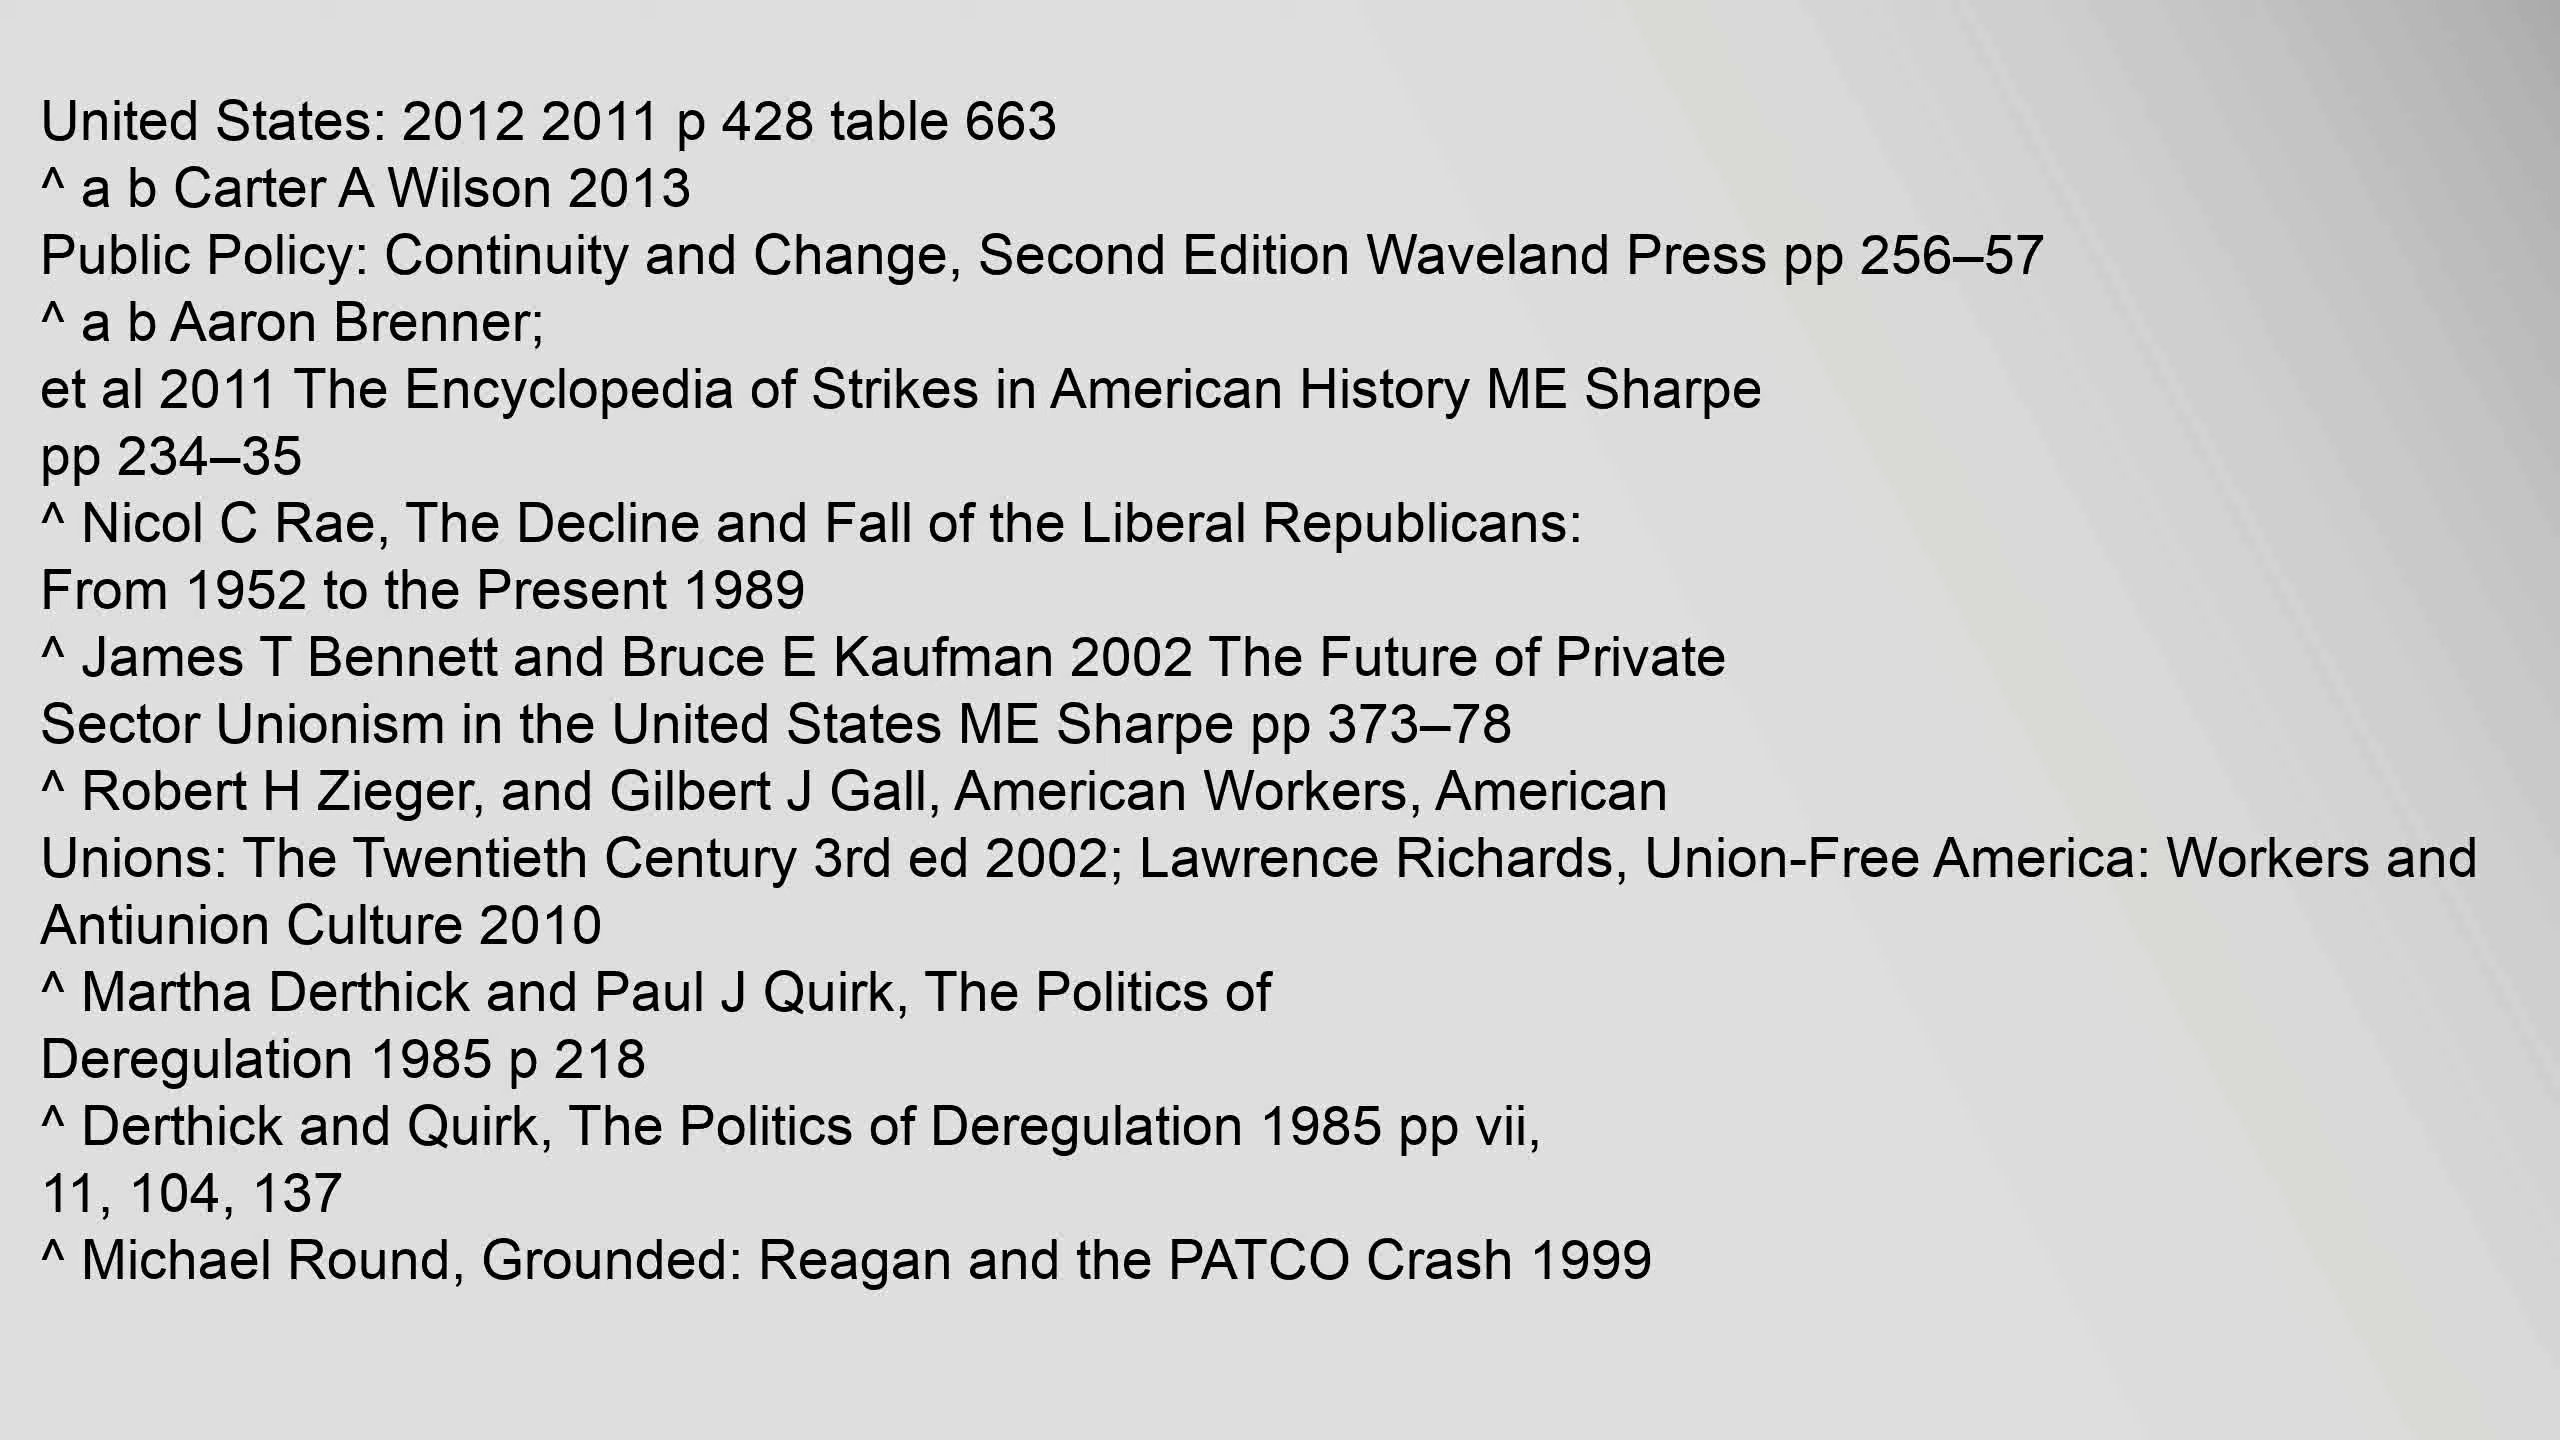 United States: 2012 2011 p 428 table 663
^ a b Carter A Wilson 2013
Public Policy: Continuity and Change, Second Edition Waveland Press pp 256–57
^ a b Aaron Brenner;
et al 2011 The Encyclopedia of Strikes in American History ME Sharpe
pp 234–35
^ Nicol C Rae, The Decline and Fall of the Liberal Republicans:
From 1952 to the Present 1989
^ James T Bennett and Bruce E Kaufman 2002 The Future of Private
Sector Unionism in the United States ME Sharpe pp 373–78
^ Robert H Zieger, and Gilbert J Gall, American Workers, American
Unions: The Twentieth Century 3rd ed 2002; Lawrence Richards, Union-Free America: Workers and
Antiunion Culture 2010
^ Martha Derthick and Paul J Quirk, The Politics of
Deregulation 1985 p 218
^ Derthick and Quirk, The Politics of Deregulation 1985 pp vii,
11, 104, 137
^ Michael Round, Grounded: Reagan and the PATCO Crash 1999